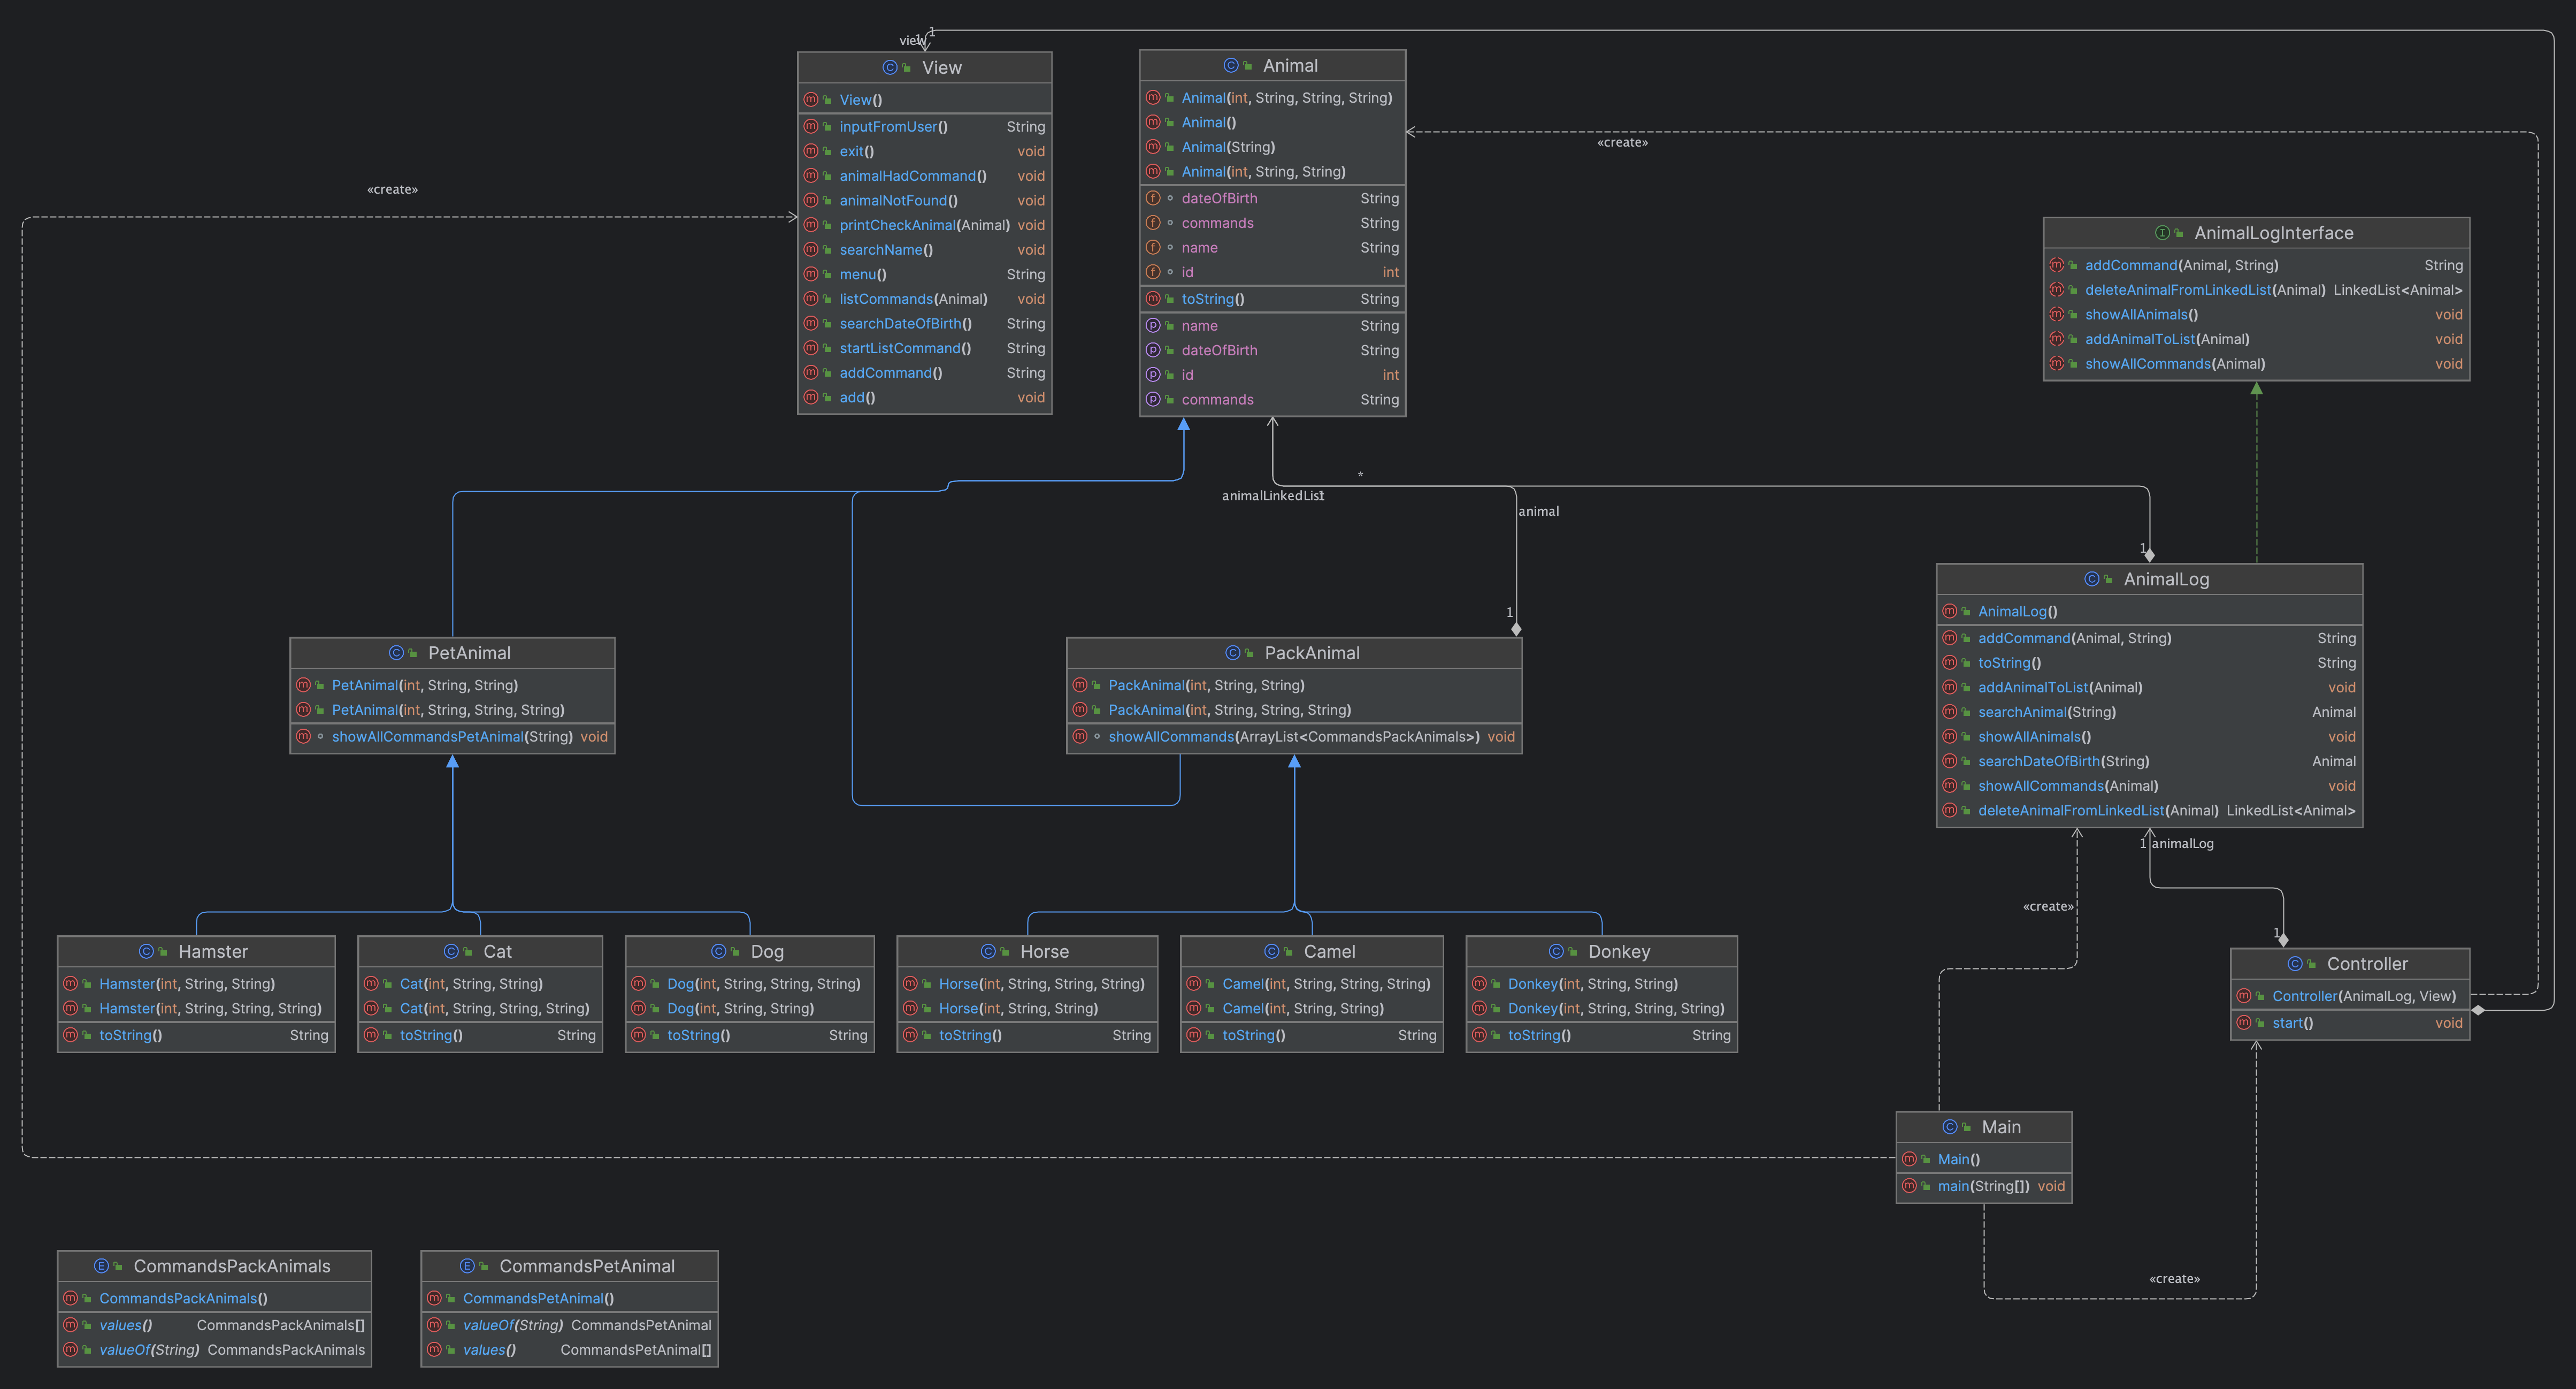 view 1 1
View
View()
inputFromUser() String
exit() void
animalHadCommand() void
animalNotFound() void
printCheckAnimal(Animal) void
searchName() void
menu() String
listCommands(Animal) void
searchDateOfBirth() String
startListCommand() String
addCommand() String
add() void
Animal
Animal(int, String, String, String)
Animal()
Animal(String)
Animal(int, String, String)
dateOfBirth String
commands String
name String
id int
toString() String
name String
dateOfBirth String
id int
commands String
«create»
«create»
AnimalLogInterface
addCommand(Animal, String) String
deleteAnimalFromLinkedList(Animal) LinkedList<Animal>
showAllAnimals() void
addAnimalToList(Animal) void
showAllCommands(Animal) void
*
animalLinkedList 1
animal
1
1
PetAnimal
PetAnimal(int, String, String)
PetAnimal(int, String, String, String)
showAllCommandsPetAnimal(String) void
PackAnimal
PackAnimal(int, String, String)
PackAnimal(int, String, String, String)
showAllCommands(ArrayList<CommandsPackAnimals>) void
AnimalLog
AnimalLog()
addCommand(Animal, String) String
toString() String
addAnimalToList(Animal) void
searchAnimal(String) Animal
showAllAnimals() void
searchDateOfBirth(String) Animal
showAllCommands(Animal) void
deleteAnimalFromLinkedList(Animal) LinkedList<Animal>
1 animalLog
«create»
1
Hamster
Hamster(int, String, String)
Hamster(int, String, String, String)
toString() String
Cat
Cat(int, String, String)
Cat(int, String, String, String)
toString() String
Dog
Dog(int, String, String, String)
Dog(int, String, String)
toString() String
Horse
Horse(int, String, String, String)
Horse(int, String, String)
toString() String
Camel
Camel(int, String, String, String)
Camel(int, String, String)
toString() String
Donkey
Donkey(int, String, String)
Donkey(int, String, String, String)
toString() String
Controller
Controller(AnimalLog, View)
start() void
Main
Main()
main(String[]) void
«create»
CommandsPackAnimals
CommandsPackAnimals()
values() CommandsPackAnimals[]
valueOf(String) CommandsPackAnimals
CommandsPetAnimal
CommandsPetAnimal()
valueOf(String) CommandsPetAnimal
values() CommandsPetAnimal[]